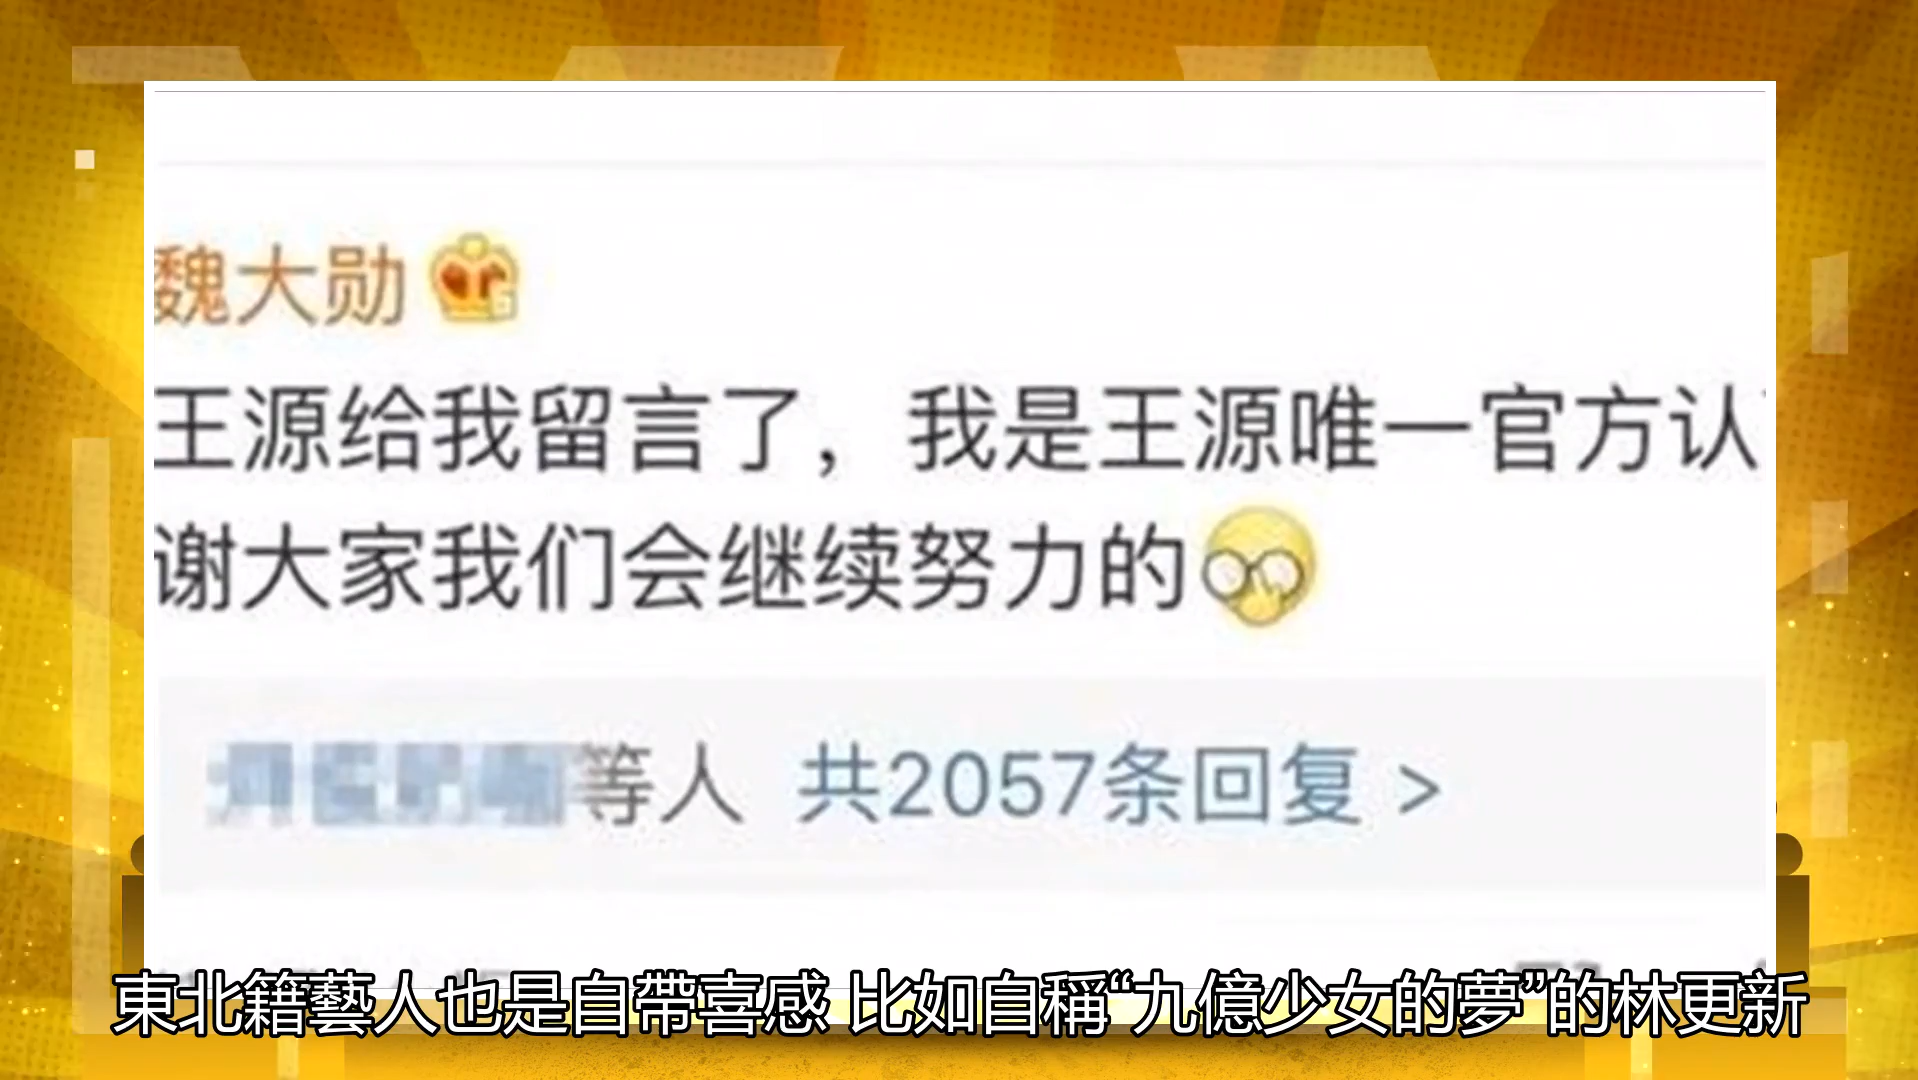 魏大勋
王源给我留言了，我是王源唯一官方认
谢大家我们会继续努力的
等人 共2057条回复 >
東北籍藝人也是自帶喜感 比如自稱“九億少女的夢”的林更新